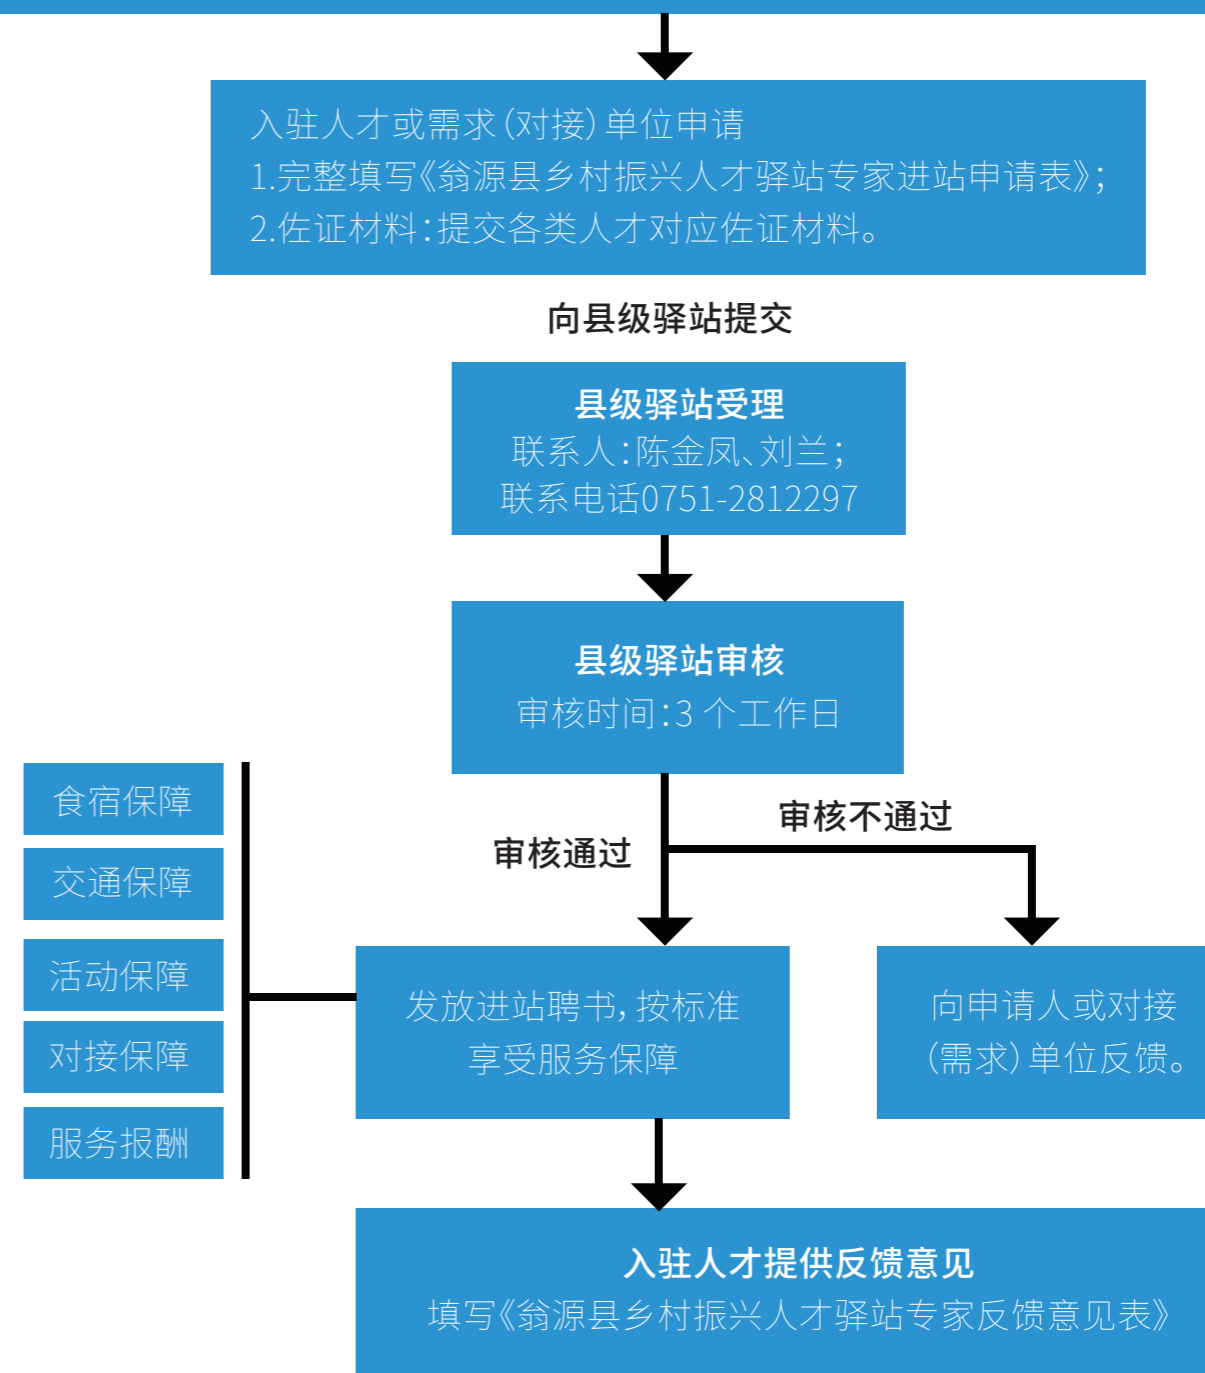 入驻人才或需求（对接）单位申请
1.完整填写《翁源县乡村振兴人才驿站专家进站申请表》；
2.佐证材料：提交各类人才对应佐证材料。
向县级驿站提交
县级驿站受理
联系人：陈金凤、刘兰；
联系电话0751-2812297
县级驿站审核
审核时间：3 个工作日
审核通过
审核不通过
食宿保障
交通保障
活动保障
对接保障
服务报酬
发放进站聘书，按标准
享受服务保障
向申请人或对接
（需求）单位反馈。
入驻人才提供反馈意见
填写《翁源县乡村振兴人才驿站专家反馈意见表》